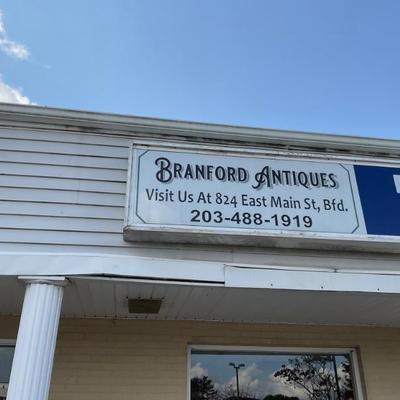 BRANFORD ANTIQUES
Visit Us At 824 East Main St, Bfd.
203-488-1919